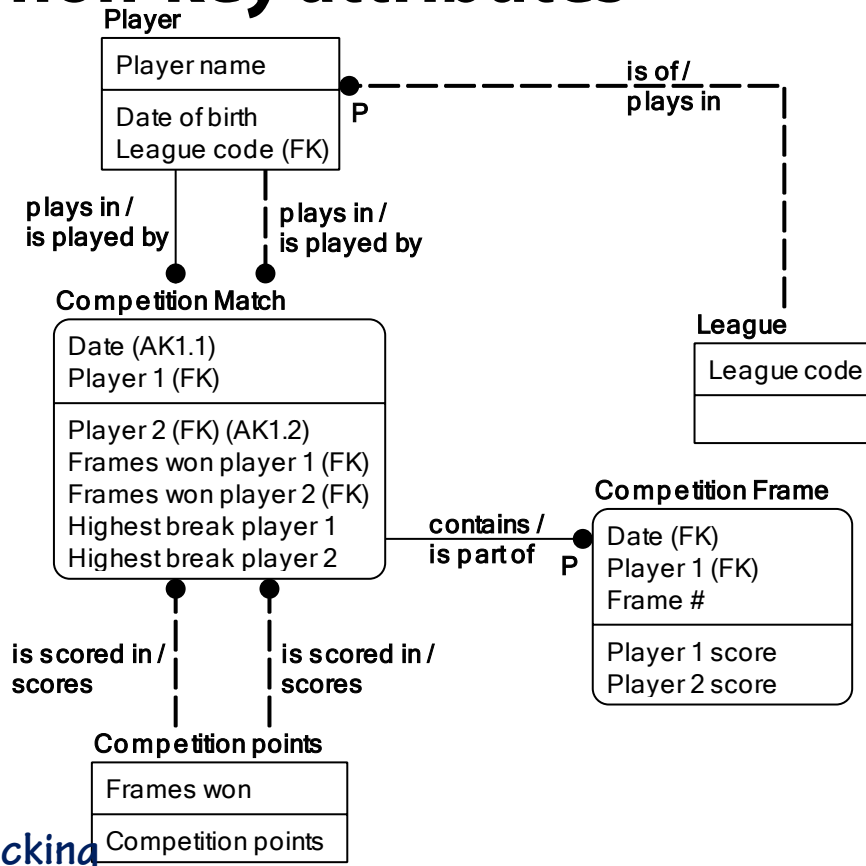 non-key attributes
Player
Player name
Date of birth
League code (FK)
P
is of /
plays in
plays in /
is played by
plays in /
is played by
Competition Match
Date (AK1.1)
Player 1 (FK)
Player 2 (FK) (AK1.2)
Frames won player 1 (FK)
Frames won player 2 (FK)
Highest break player 1
Highest break player 2
League
League code
contains /
is part of
P
Competition Frame
Date (FK)
Player 1 (FK)
Frame #
Player 1 score
Player 2 score
is scored in /
scores
is scored in /
scores
Competition points
Frames won
Competition points